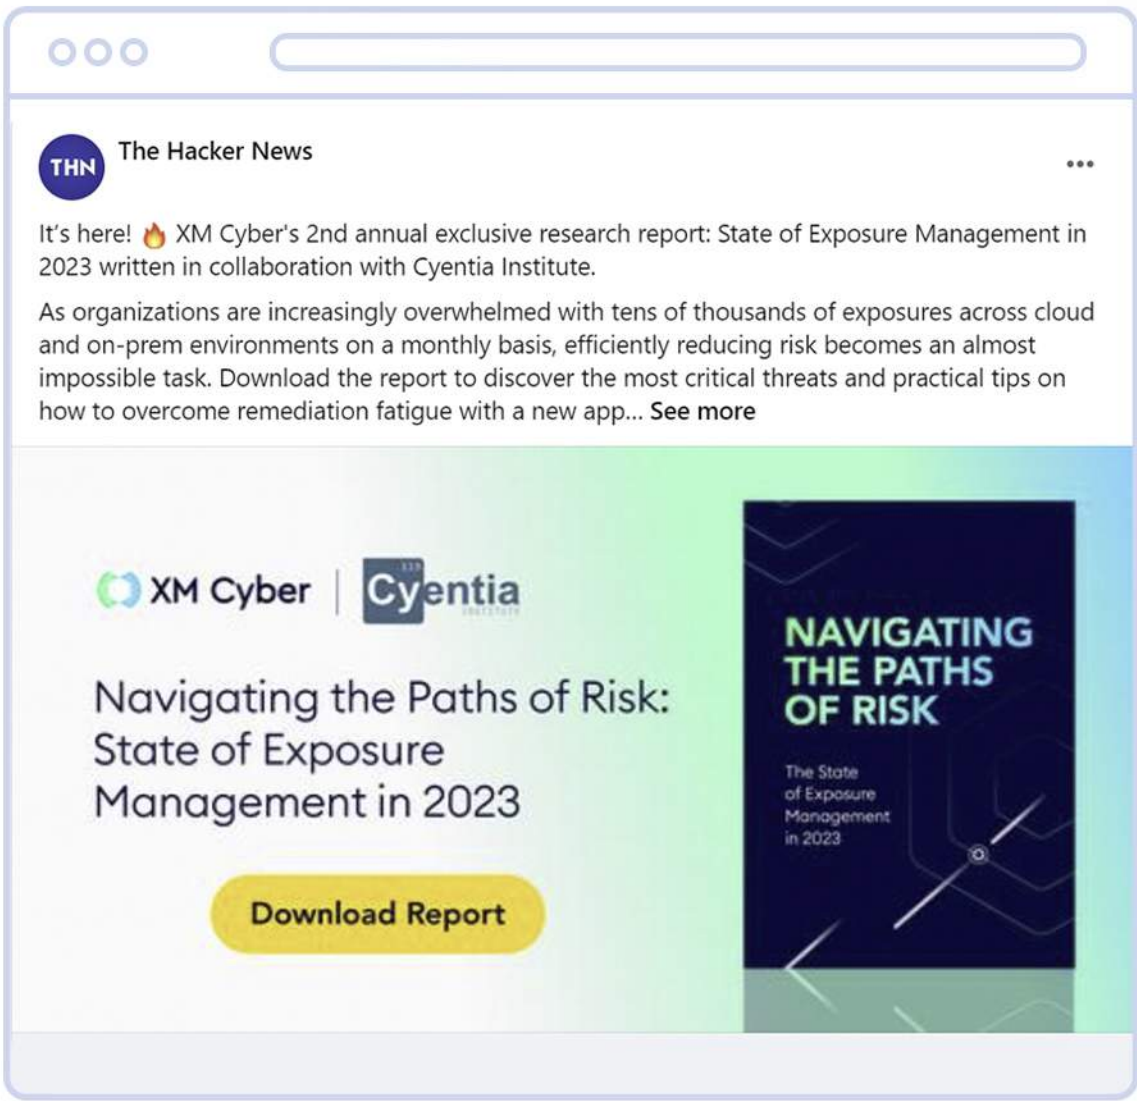 THN
The Hacker News
It's here! 🔥 XM Cyber's 2nd annual exclusive research report: State of Exposure Management in
2023 written in collaboration with Cyentia Institute.
As organizations are increasingly overwhelmed with tens of thousands of exposures across cloud
and on-prem environments on a monthly basis, efficiently reducing risk becomes an almost
impossible task. Download the report to discover the most critical threats and practical tips on
how to overcome remediation fatigue with a new app... See more
XM Cyber | Cyentia
INSTITUTE
Navigating the Paths of Risk:
State of Exposure
Management in 2023
Download Report
NAVIGATING
THE PATHS
OF RISK
The State
of Exposure
Management
in 2023